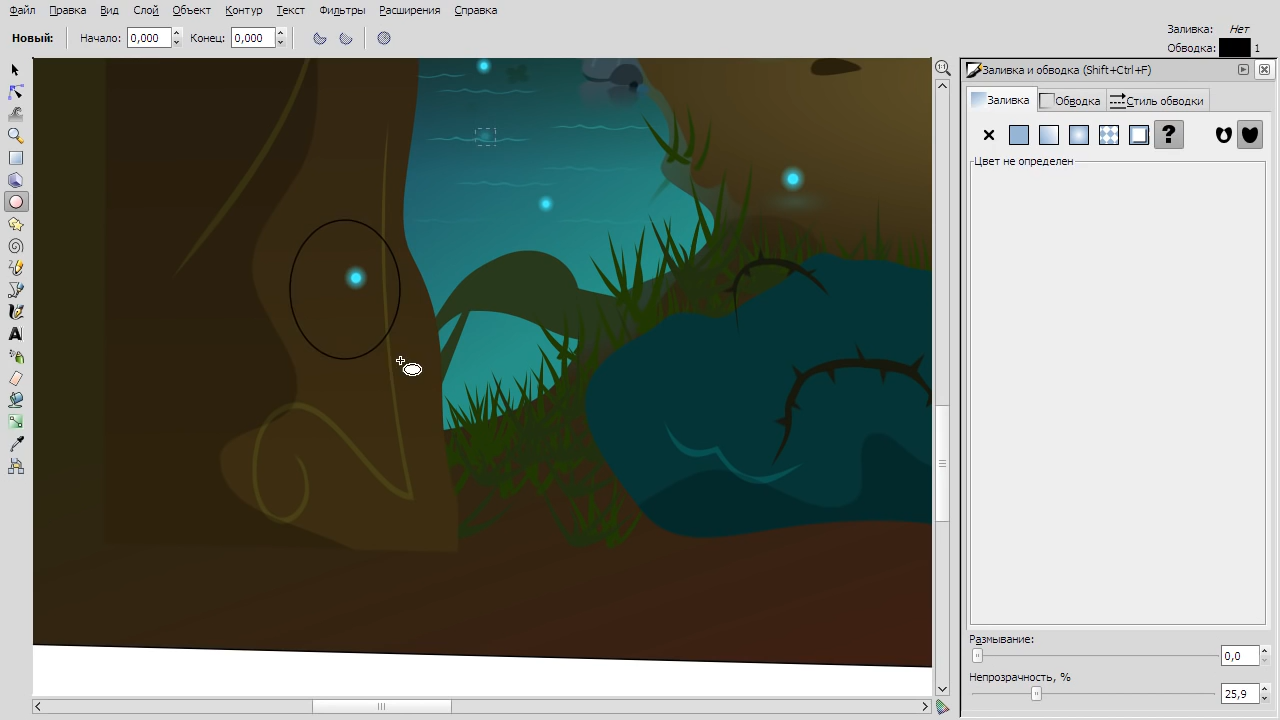 Файл Правка Вид Слой Объект Контур Текст Фильтры Расширения Справка
Новый: Начало: 0,000 Конец: 0,000
Заливка: Нет
Обводка: 1
Заливка и обводка (Shift+Ctrl+F)
Заливка Обводка Стиль обводки
?
Цвет не определен
A
1:1
Размывание:
0,0
Непрозрачность, %
25,9